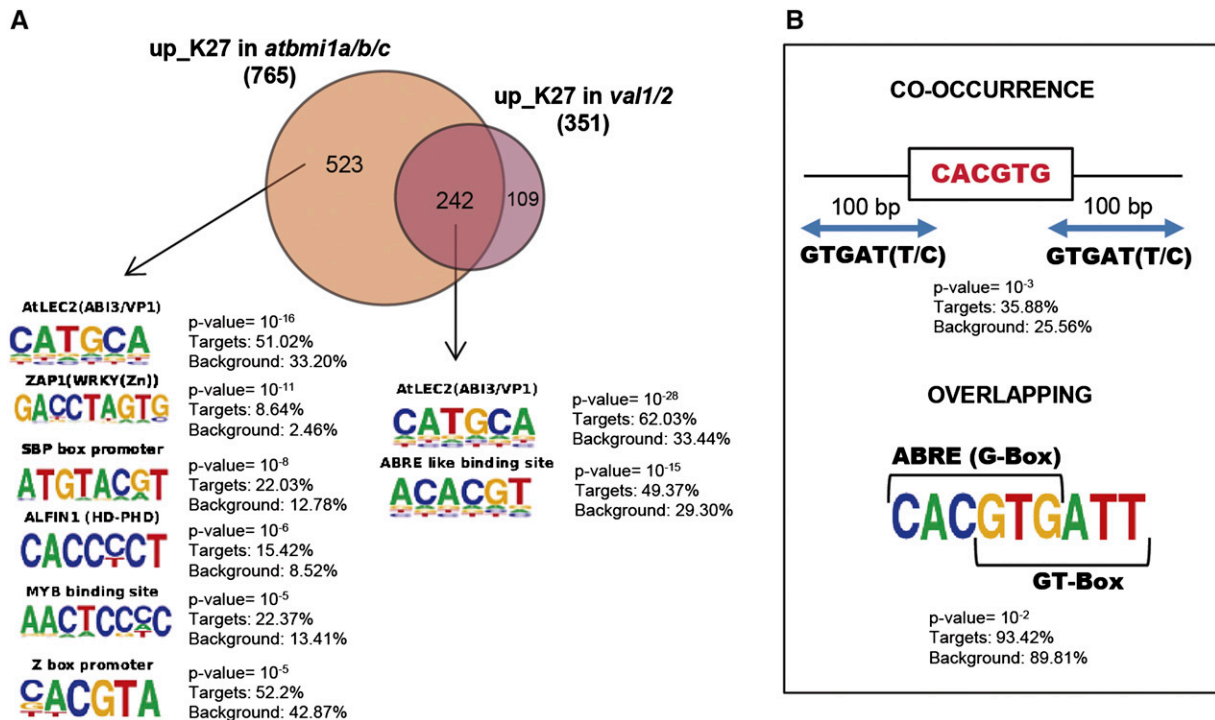 A
up_K27 in atbmi1a/b/c
(765)
up_K27 in val1/2
(351)
523
242
109
AtLEC2(ABI3/VP1)
CATGCA
p-value= 10-16
Targets: 51.02%
Background: 33.20%
ZAP1(WRKY(Zn))
GACCTAGTG
p-value= 10-11
Targets: 8.64%
Background: 2.46%
SBP box promoter
ATGTACGT
p-value= 10-8
Targets: 22.03%
Background: 12.78%
ALFIN1 (HD-PHD)
CACCCCT
p-value= 10-6
Targets: 15.42%
Background: 8.52%
MYB binding site
AACTCCCC
p-value= 10-5
Targets: 22.37%
Background: 13.41%
Z box promoter
CACGTA
p-value= 10-5
Targets: 52.2%
Background: 42.87%
AtLEC2(ABI3/VP1)
CATGCA
p-value= 10-28
Targets: 62.03%
Background: 33.44%
ABRE like binding site
ACACGT
p-value= 10-15
Targets: 49.37%
Background: 29.30%
B
CO-OCCURRENCE
CACGTG
100 bp 100 bp
GTGAT(T/C) GTGAT(T/C)
p-value= 10-3
Targets: 35.88%
Background: 25.56%
OVERLAPPING
ABRE (G-Box)
CACGTGATT
GT-Box
p-value= 10-2
Targets: 93.42%
Background: 89.81%